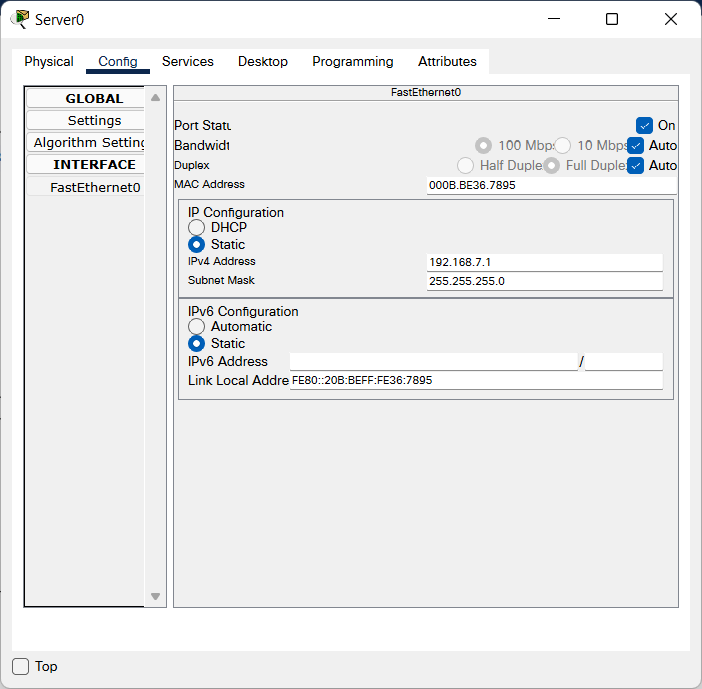 Server0
Physical Config Services Desktop Programming Attributes
GLOBAL
Settings
Algorithm Setting
INTERFACE
FastEthernet0
FastEthernet0
Port Statu On
Bandwidt 100 Mbps 10 Mbps Auto
Duplex Half Duplex Full Duplex Auto
MAC Address 000B.BE36.7895
IP Configuration
DHCP
Static
IPv4 Address 192.168.7.1
Subnet Mask 255.255.255.0
IPv6 Configuration
Automatic
Static
IPv6 Address /
Link Local Addre FE80::20B:BEFF:FE36:7895
Top